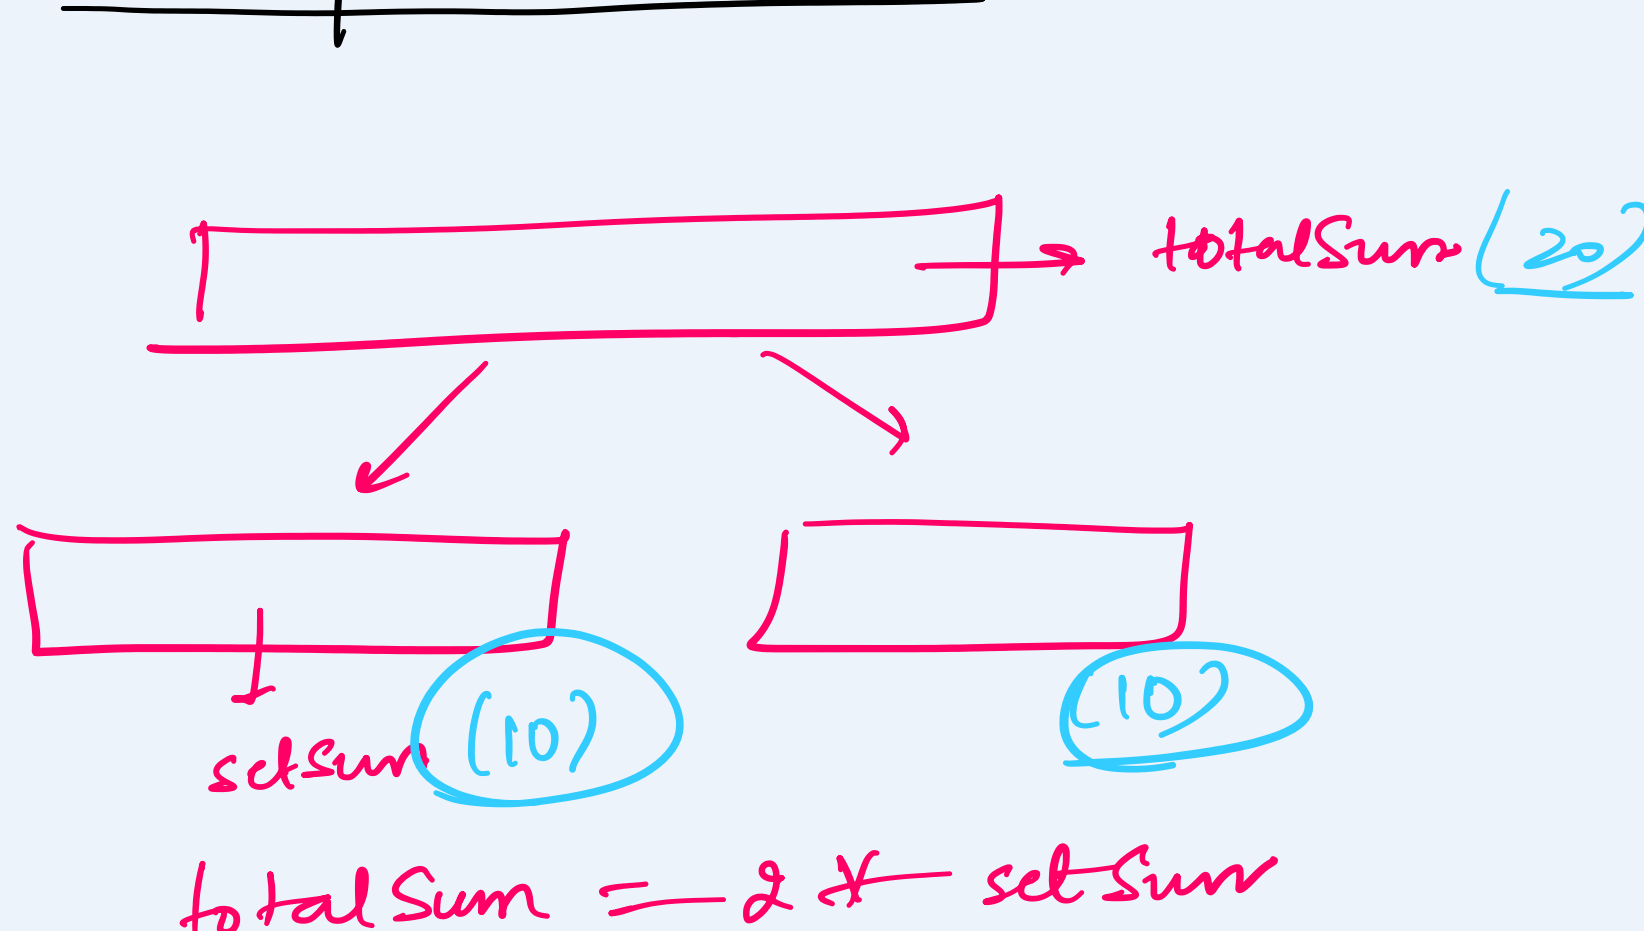 totalSum (20)
setsum (10)
(10)
totalSum = 2 * setSum